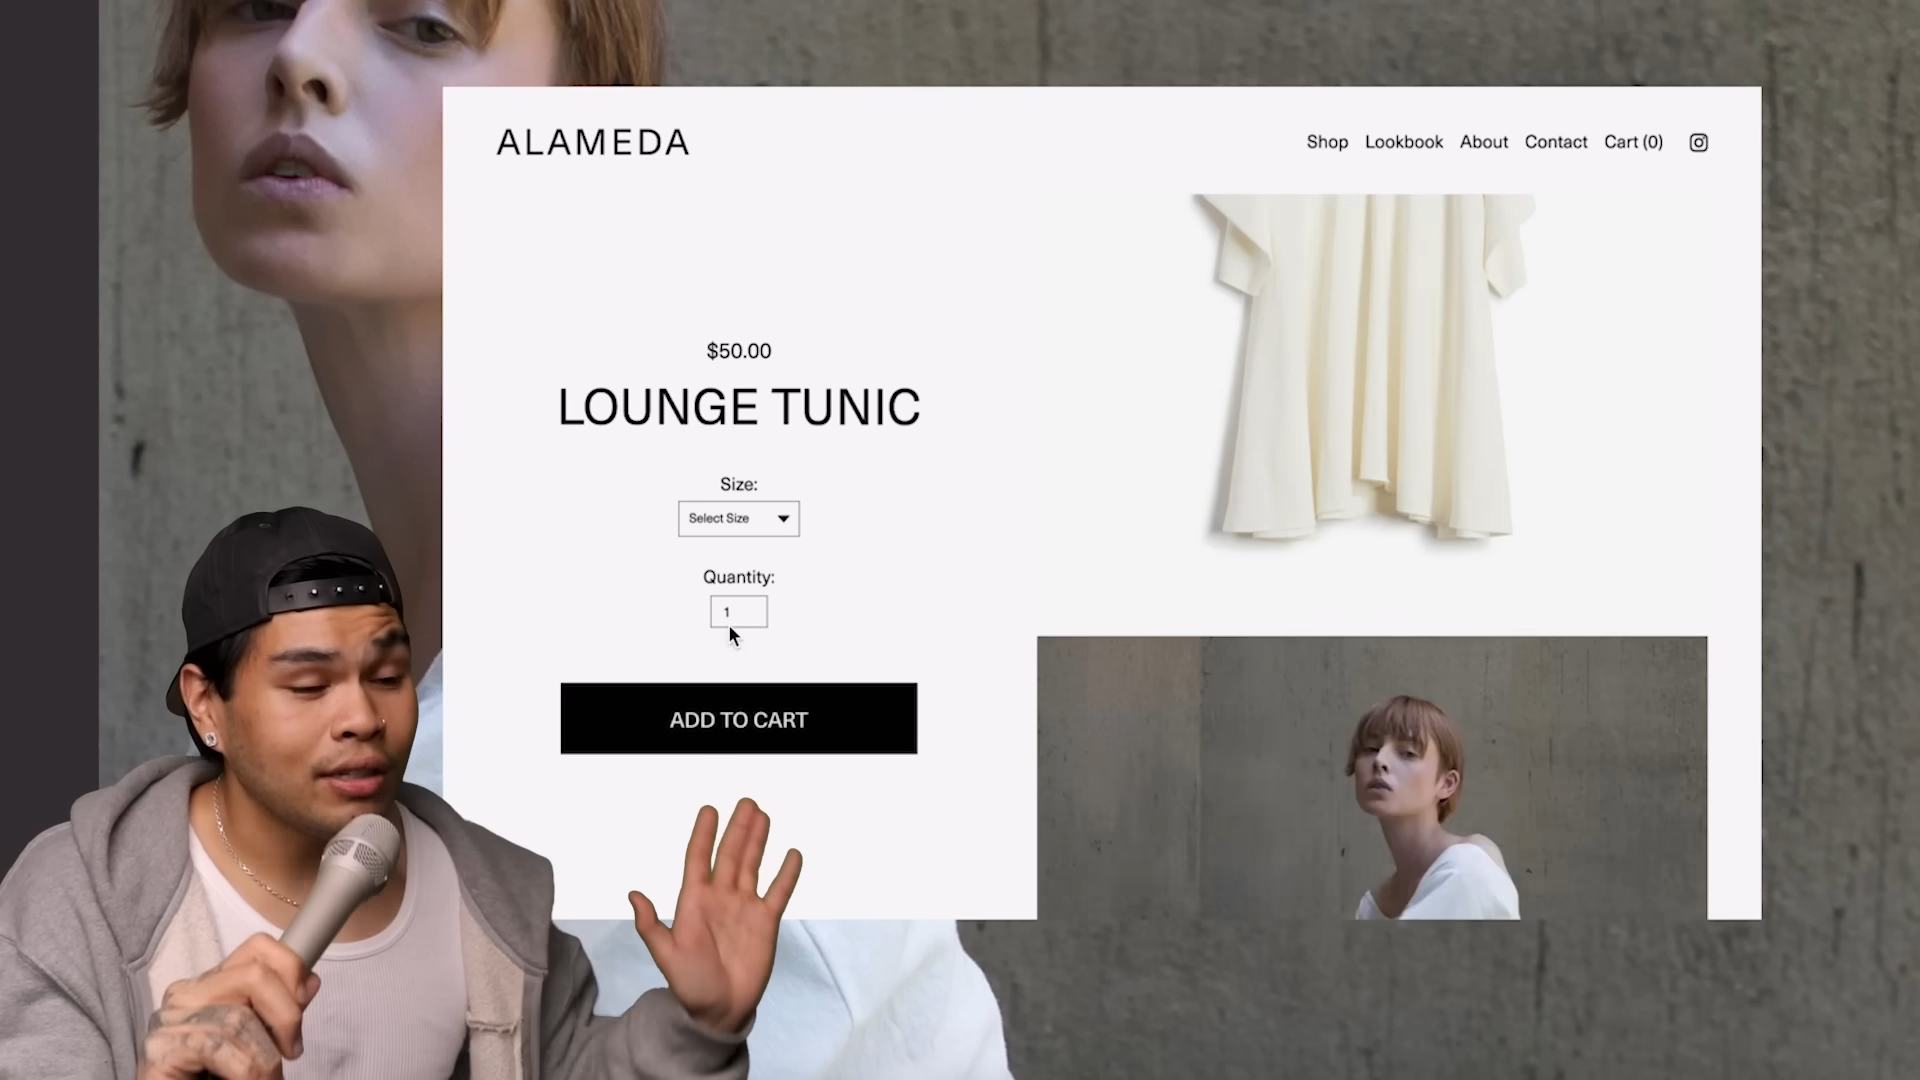 ALAMEDA
Shop Lookbook About Contact Cart (0)
$50.00
LOUNGE TUNIC
Size:
Select Size
Quantity:
1
ADD TO CART